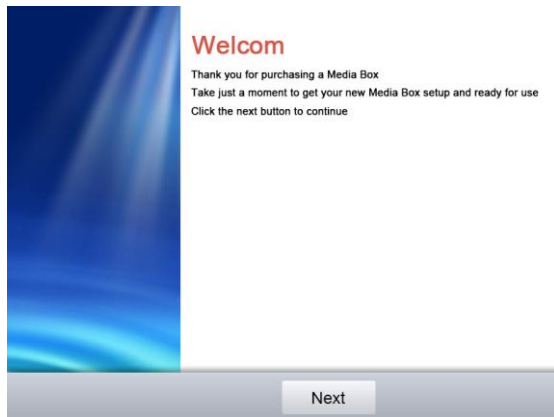 Welcom
Thank you for purchasing a Media Box
Take just a moment to get your new Media Box setup and ready for use
Click the next button to continue
Next